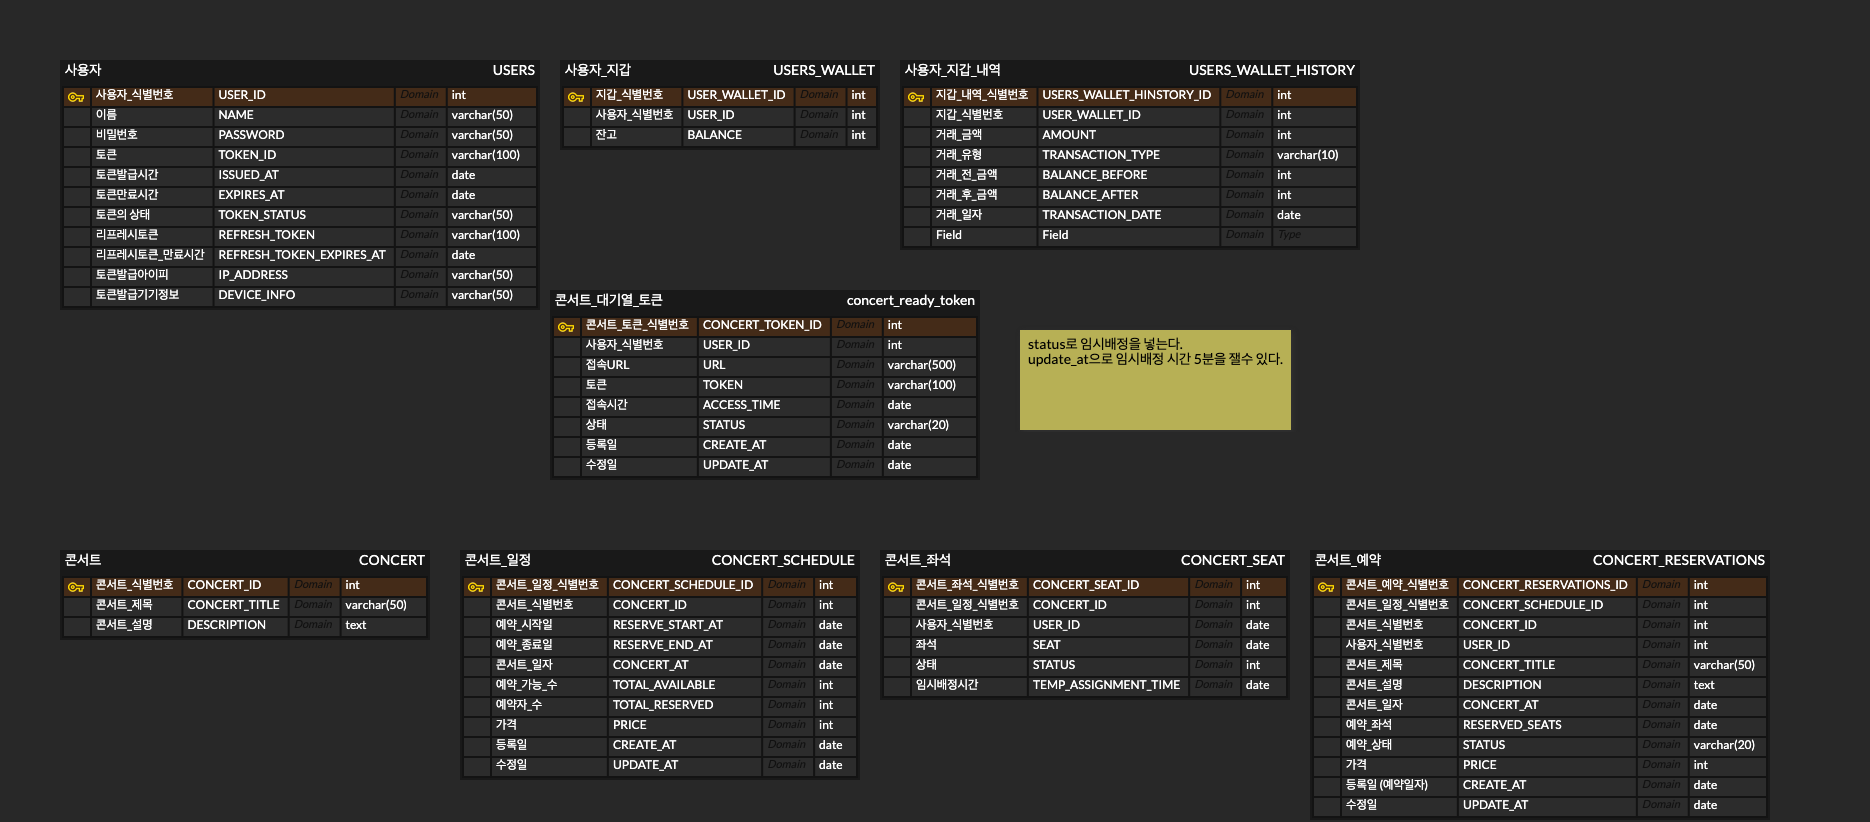 사용자 USERS
사용자_식별번호 USER_ID Domain int
이름 NAME Domain varchar(50)
비밀번호 PASSWORD Domain varchar(50)
토큰 TOKEN_ID Domain varchar(100)
토큰발급시간 ISSUED_AT Domain date
토큰만료시간 EXPIRES_AT Domain date
토큰의 상태 TOKEN_STATUS Domain varchar(50)
리프레시토큰 REFRESH_TOKEN Domain varchar(100)
리프레시토큰_만료시간 REFRESH_TOKEN_EXPIRES_AT Domain date
토큰발급아이피 IP_ADDRESS Domain varchar(50)
토큰발급기기정보 DEVICE_INFO Domain varchar(50)
사용자_지갑 USERS_WALLET
지갑_식별번호 USER_WALLET_ID Domain int
사용자_식별번호 USER_ID Domain int
잔고 BALANCE Domain int
사용자_지갑_내역 USERS_WALLET_HISTORY
지갑_내역_식별번호 USERS_WALLET_HINSTORY_ID Domain int
지갑_식별번호 USER_WALLET_ID Domain int
거래_금액 AMOUNT Domain int
거래_유형 TRANSACTION_TYPE Domain varchar(10)
거래_전_금액 BALANCE_BEFORE Domain int
거래_후_금액 BALANCE_AFTER Domain int
거래_일자 TRANSACTION_DATE Domain date
Field Field Domain Type
콘서트_대기열_토큰 concert_ready_token
콘서트_토큰_식별번호 CONCERT_TOKEN_ID Domain int
사용자_식별번호 USER_ID Domain int
접속URL URL Domain varchar(500)
토큰 TOKEN Domain varchar(100)
접속시간 ACCESS_TIME Domain date
상태 STATUS Domain varchar(20)
등록일 CREATE_AT Domain date
수정일 UPDATE_AT Domain date
status로 임시배정을 넣는다.
update_at으로 임시배정 시간 5분을 잴수 있다.
콘서트 CONCERT
콘서트_식별번호 CONCERT_ID Domain int
콘서트_제목 CONCERT_TITLE Domain varchar(50)
콘서트_설명 DESCRIPTION Domain text
콘서트_일정 CONCERT_SCHEDULE
콘서트_일정_식별번호 CONCERT_SCHEDULE_ID Domain int
콘서트_식별번호 CONCERT_ID Domain int
예약_시작일 RESERVE_START_AT Domain date
예약_종료일 RESERVE_END_AT Domain date
콘서트_일자 CONCERT_AT Domain date
예약_가능_수 TOTAL_AVAILABLE Domain int
예약자_수 TOTAL_RESERVED Domain int
가격 PRICE Domain int
등록일 CREATE_AT Domain date
수정일 UPDATE_AT Domain date
콘서트_좌석 CONCERT_SEAT
콘서트_좌석_식별번호 CONCERT_SEAT_ID Domain int
콘서트_일정_식별번호 CONCERT_ID Domain int
사용자_식별번호 USER_ID Domain date
좌석 SEAT Domain date
상태 STATUS Domain int
임시배정시간 TEMP_ASSIGNMENT_TIME Domain date
콘서트_예약 CONCERT_RESERVATIONS
콘서트_예약_식별번호 CONCERT_RESERVATIONS_ID Domain int
콘서트_일정_식별번호 CONCERT_SCHEDULE_ID Domain int
콘서트_식별번호 CONCERT_ID Domain int
사용자_식별번호 USER_ID Domain int
콘서트_제목 CONCERT_TITLE Domain varchar(50)
콘서트_설명 DESCRIPTION Domain text
콘서트_일자 CONCERT_AT Domain date
예약_좌석 RESERVED_SEATS Domain date
예약_상태 STATUS Domain varchar(20)
가격 PRICE Domain int
등록일 (예약일자) CREATE_AT Domain date
수정일 UPDATE_AT Domain date